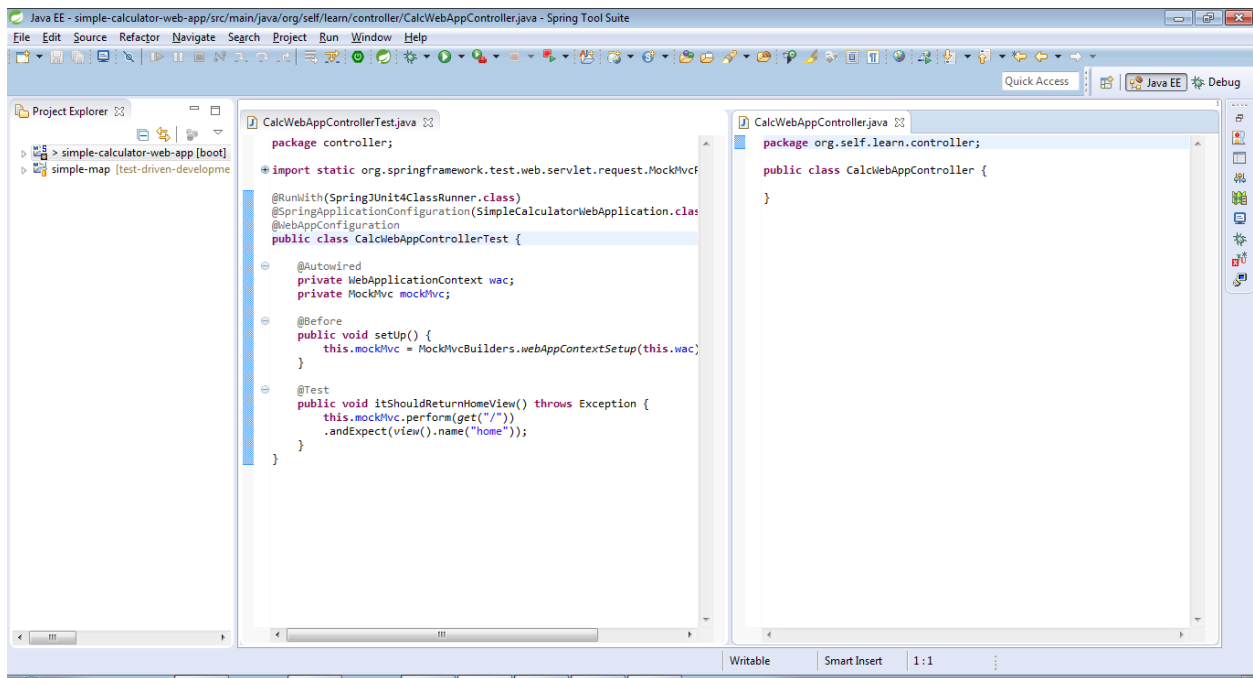 Java EE - simple-calculator-web-app/src/main/java/org/self/learn/controller/CalcWebAppController.java - Spring Tool Suite
File Edit Source Refactor Navigate Search Project Run Window Help
Quick Access
Java EE
Debug
Project Explorer
> simple-calculator-web-app [boot]
simple-map [test-driven-developme
CalcWebAppControllerTest.java
package controller;
import static org.springframework.test.web.servlet.request.MockMvcR
@RunWith(SpringJUnit4ClassRunner.class)
@SpringApplicationConfiguration(SimpleCalculatorWebApplication.clas
@WebAppConfiguration
public class CalcWebAppControllerTest {
@Autowired
private WebApplicationContext wac;
private MockMvc mockMvc;
@Before
public void setUp() {
this.mockMvc = MockMvcBuilders.webAppContextSetup(this.wac)
}
@Test
public void itShouldReturnHomeView() throws Exception {
this.mockMvc.perform(get("/"))
.andExpect(view().name("home"));
}
}
CalcWebAppController.java
package org.self.learn.controller;
public class CalcWebAppController {
}
Writable
Smart Insert
1 : 1